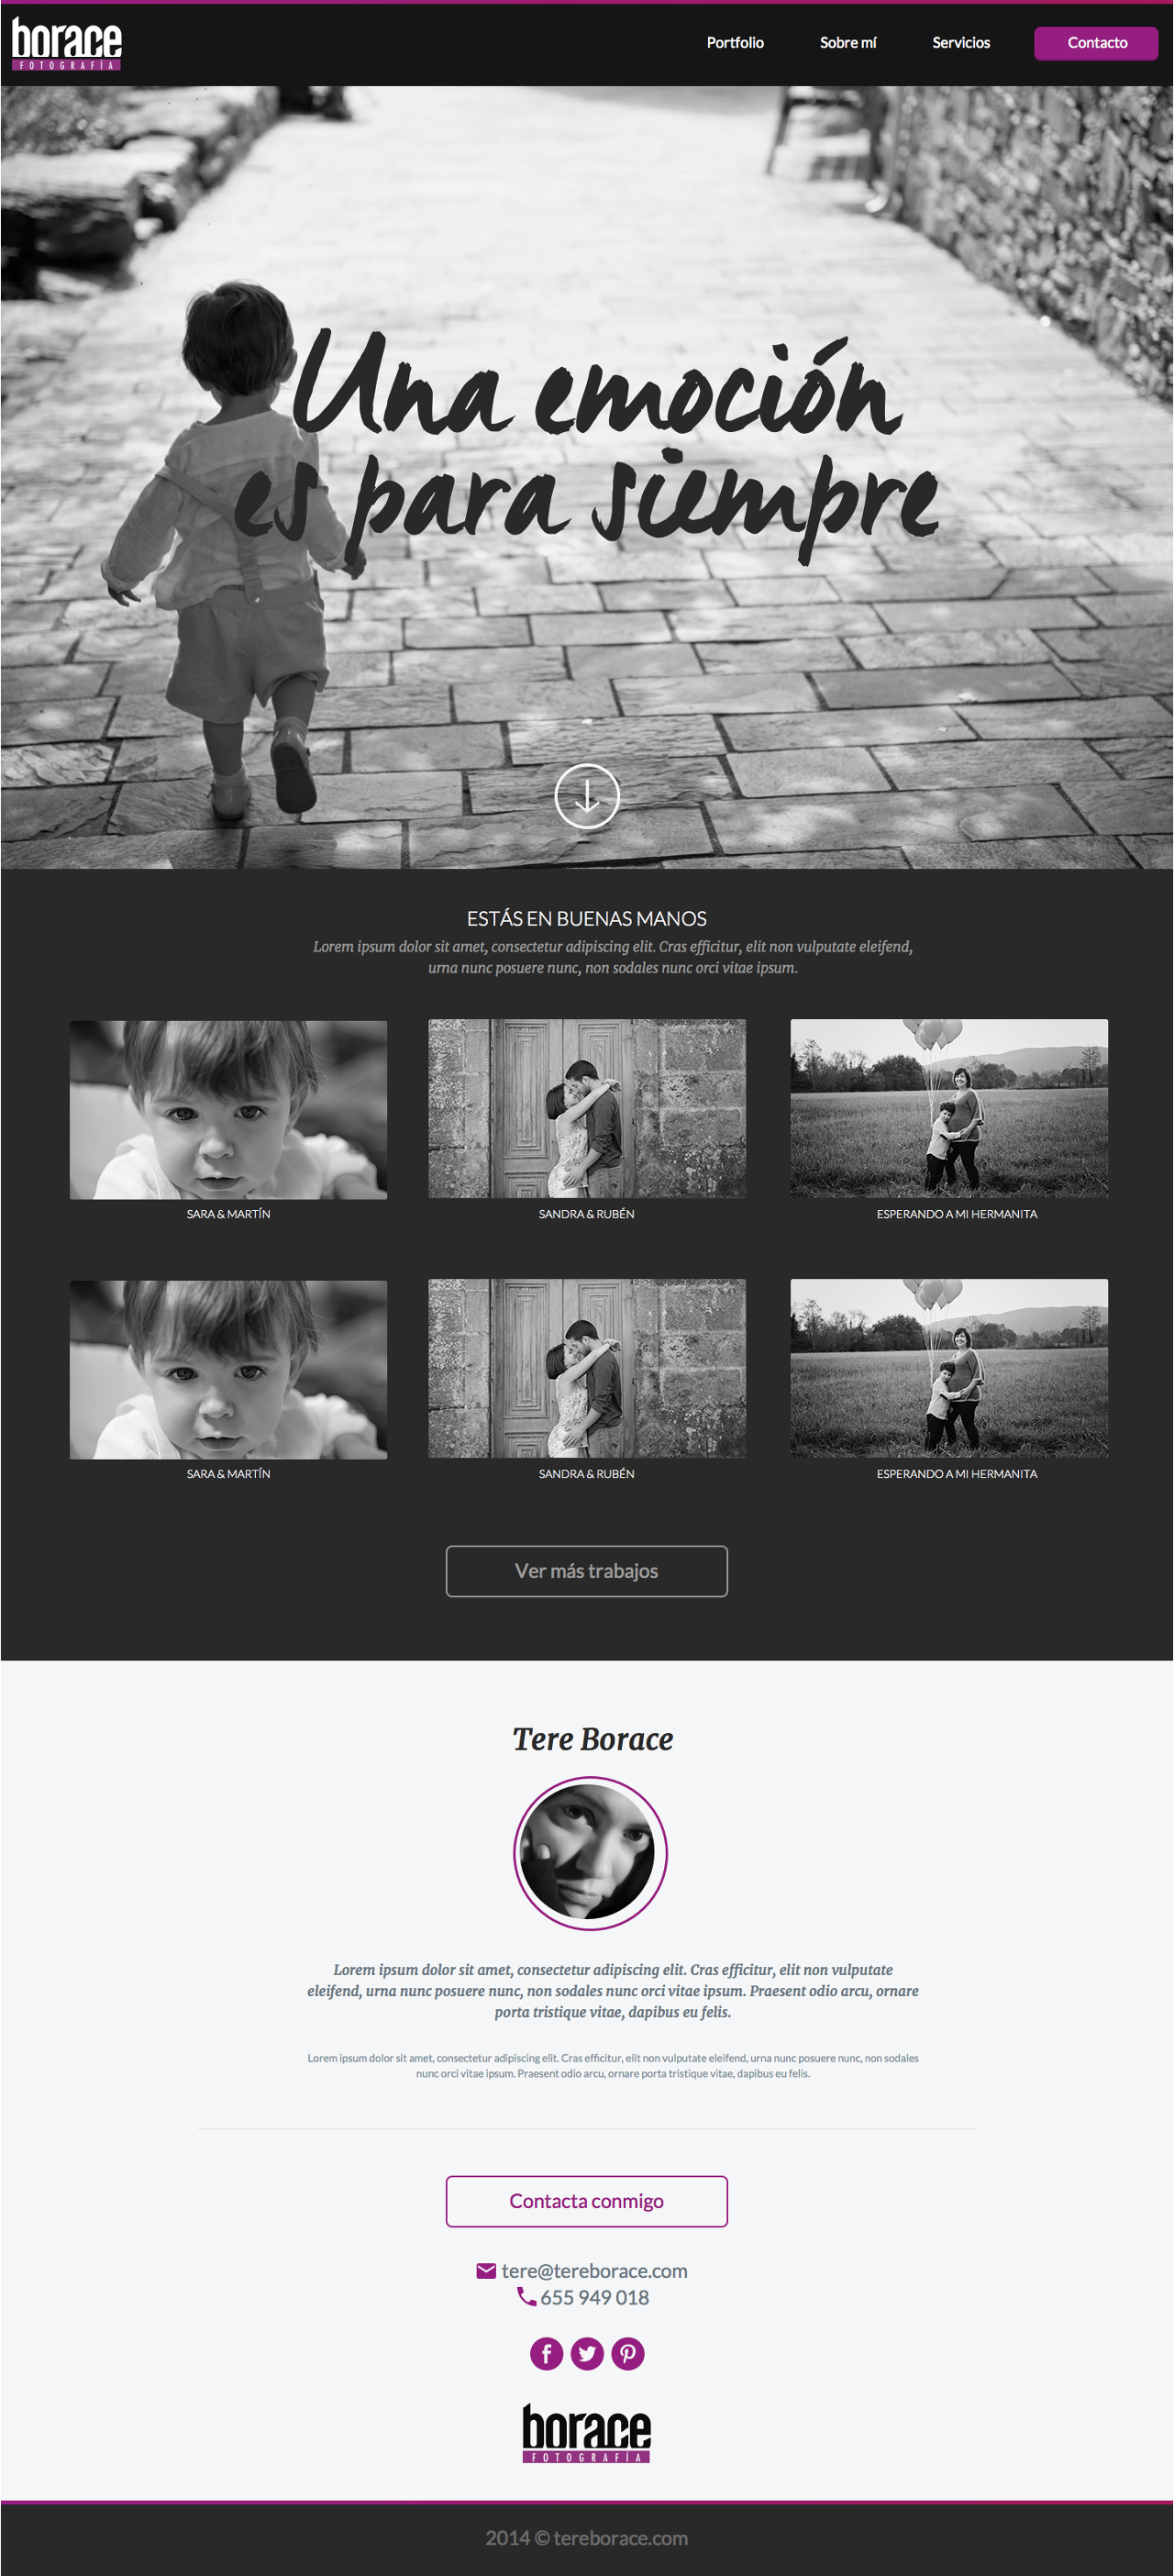 borace
FOTOGRAFÍA
Portfolio
Sobre mí
Servicios
Contacto
Una emoción
es para siempre
ESTÁS EN BUENAS MANOS
Lorem ipsum dolor sit amet, consectetur adipiscing elit. Cras efficitur, elit non vulputate eleifend,
urna nunc posuere nunc, non sodales nunc orci vitae ipsum.
SARA & MARTÍN
SANDRA & RUBÉN
ESPERANDO A MI HERMANITA
SARA & MARTÍN
SANDRA & RUBÉN
ESPERANDO A MI HERMANITA
Ver más trabajos
Tere Borace
Lorem ipsum dolor sit amet, consectetur adipiscing elit. Cras efficitur, elit non vulputate
eleifend, urna nunc posuere nunc, non sodales nunc orci vitae ipsum. Praesent odio arcu, ornare
porta tristique vitae, dapibus eu felis.
Lorem ipsum dolor sit amet, consectetur adipiscing elit. Cras efficitur, elit non vulputate eleifend, urna nunc posuere nunc, non sodales
nunc orci vitae ipsum. Praesent odio arcu, ornare porta tristique vitae, dapibus eu felis.
Contacta conmigo
tere@tereborace.com
655 949 018
borace
FOTOGRAFÍA
2014 © tereborace.com